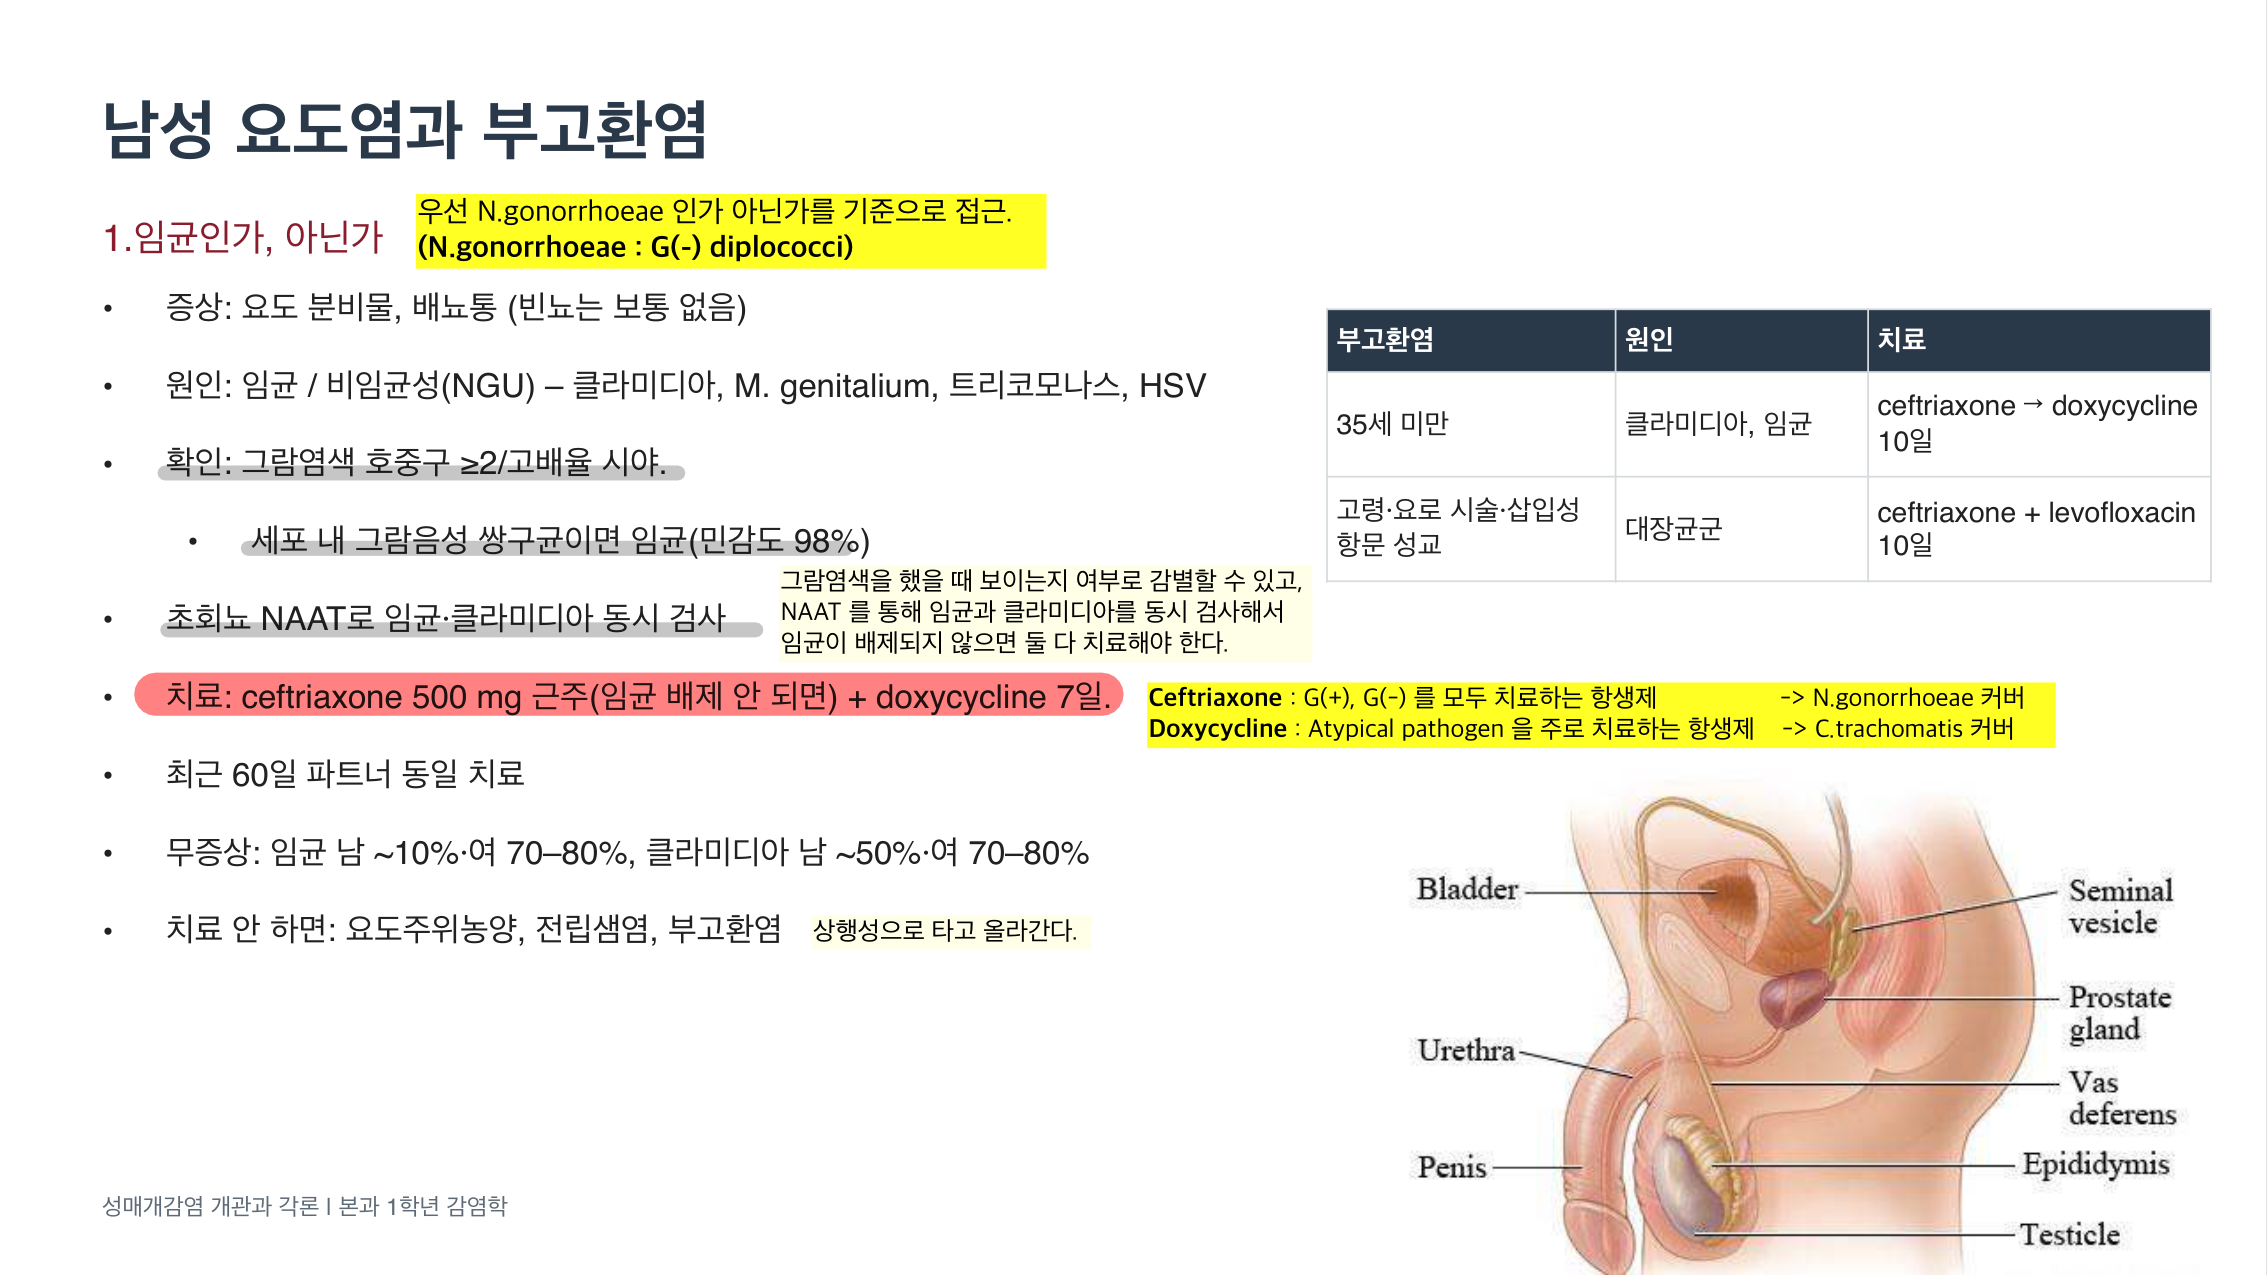 남성 요도염과 부고환염
1.임균인가, 아닌가
우선 N.gonorrhoeae 인가 아닌가를 기준으로 접근.
(N.gonorrhoeae : G(-) diplococci)
• 증상: 요도 분비물, 배뇨통 (빈뇨는 보통 없음)
• 원인: 임균 / 비임균성(NGU) – 클라미디아, M. genitalium, 트리코모나스, HSV
• 확인: 그람염색 호중구 ≥2/고배율 시야.
• 세포 내 그람음성 쌍구균이면 임균(민감도 98%)
• 초회뇨 NAAT로 임균·클라미디아 동시 검사
그람염색을 했을 때 보이는지 여부로 감별할 수 있고,
NAAT 를 통해 임균과 클라미디아를 동시 검사해서
임균이 배제되지 않으면 둘 다 치료해야 한다.
• 치료: ceftriaxone 500 mg 근주(임균 배제 안 되면) + doxycycline 7일.
Ceftriaxone : G(+), G(-) 를 모두 치료하는 항생제 -> N.gonorrhoeae 커버
Doxycycline : Atypical pathogen 을 주로 치료하는 항생제 -> C.trachomatis 커버
• 최근 60일 파트너 동일 치료
• 무증상: 임균 남 ~10%·여 70–80%, 클라미디아 남 ~50%·여 70–80%
• 치료 안 하면: 요도주위농양, 전립샘염, 부고환염
상행성으로 타고 올라간다.
부고환염 원인 치료
35세 미만 클라미디아, 임균 ceftriaxone → doxycycline
10일
고령·요로 시술·삽입성 대장균군 ceftriaxone + levofloxacin
항문 성교 10일
Bladder
Seminal
vesicle
Prostate
gland
Urethra
Vas
deferens
Penis
Epididymis
Testicle
성매개감염 개관과 각론 | 본과 1학년 감염학